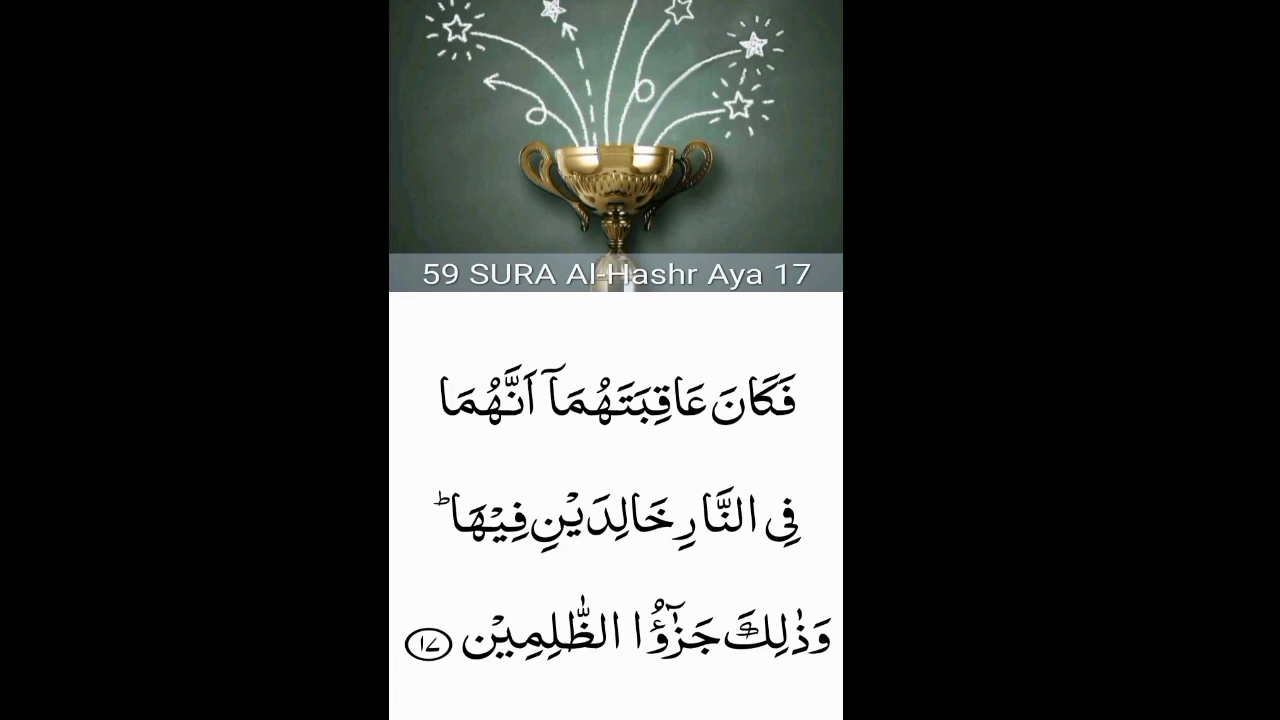 59 SURA Al-Hashr Aya 17
فَكَانَ عَاقِبَتَهُمَآ اَنَّهُمَا
فِى النَّارِ خَالِدَيْنِ فِيْهَا ؕ
وَذٰلِكَ جَزٰٓؤُا الظّٰلِمِيْن ۱۷